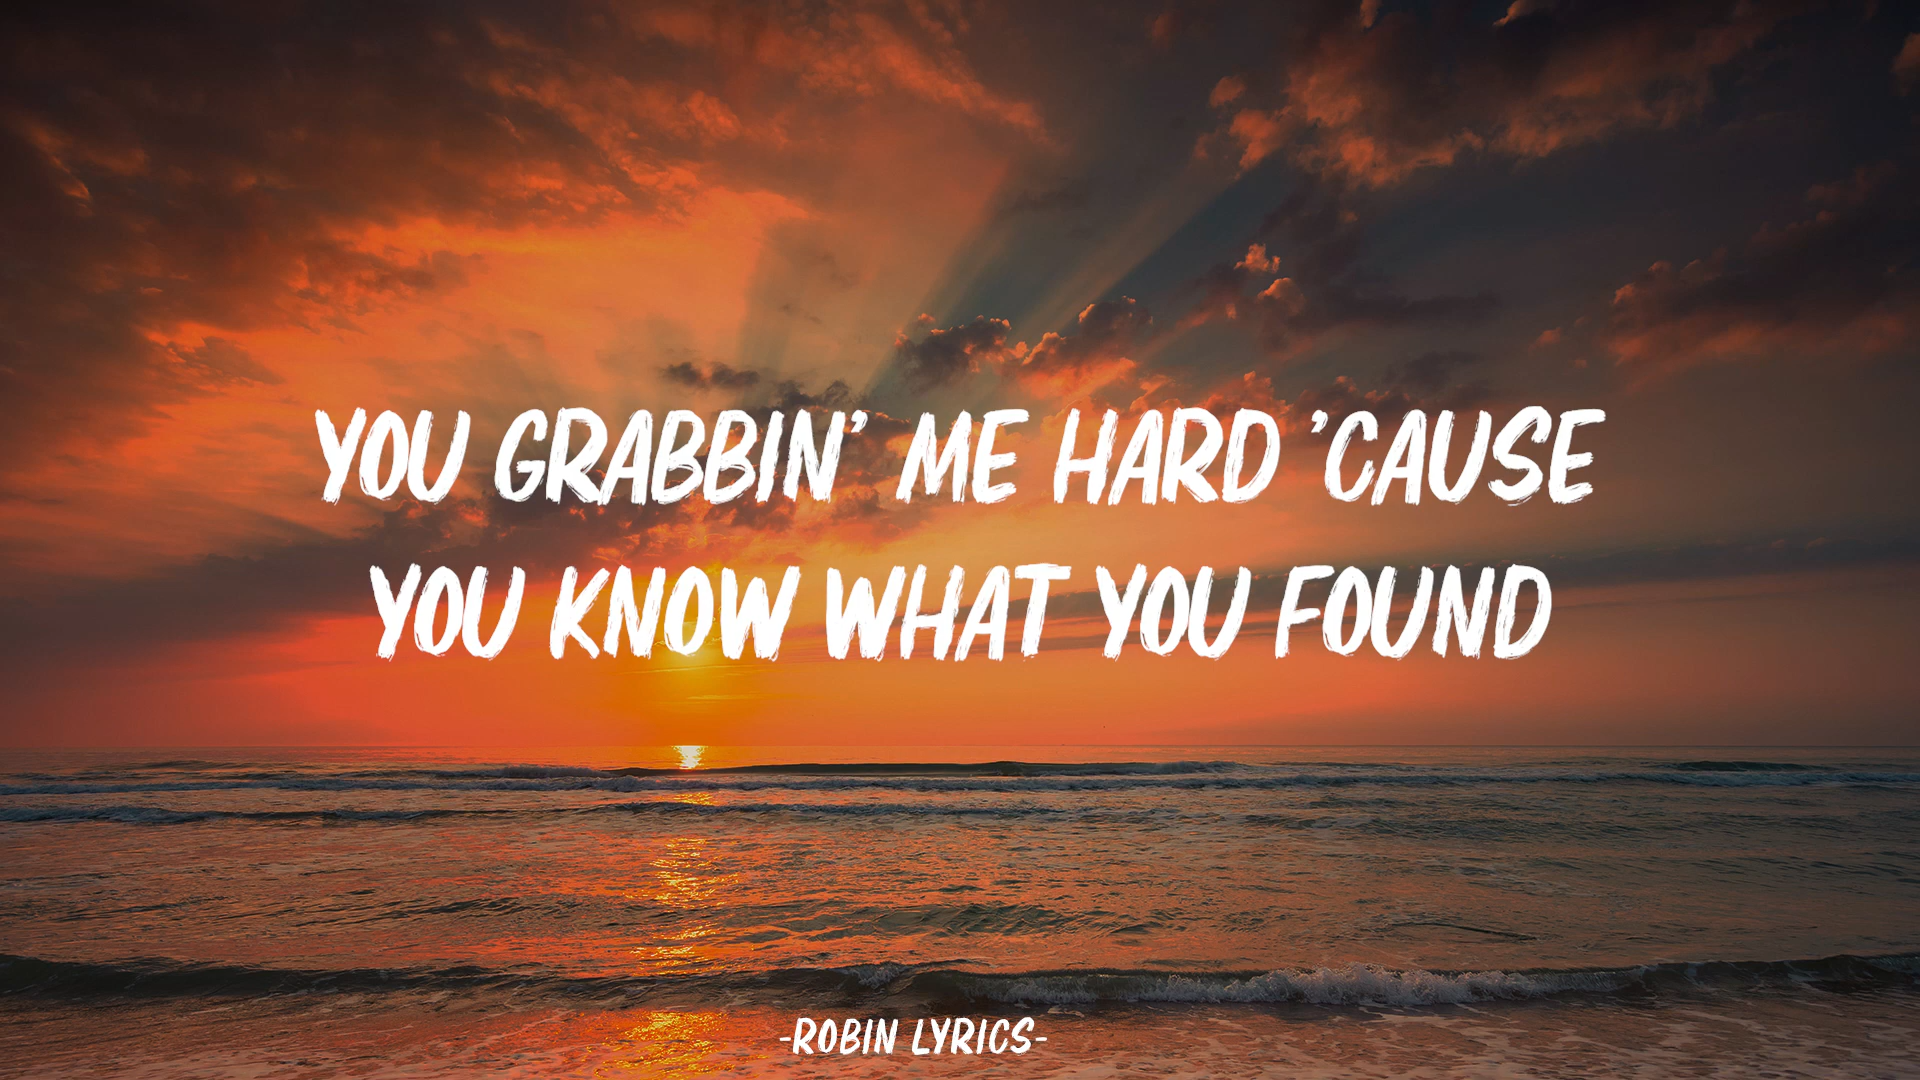 YOU GRABBIN' ME HARD 'CAUSE
YOU KNOW WHAT YOU FOUND
-ROBIN LYRICS-